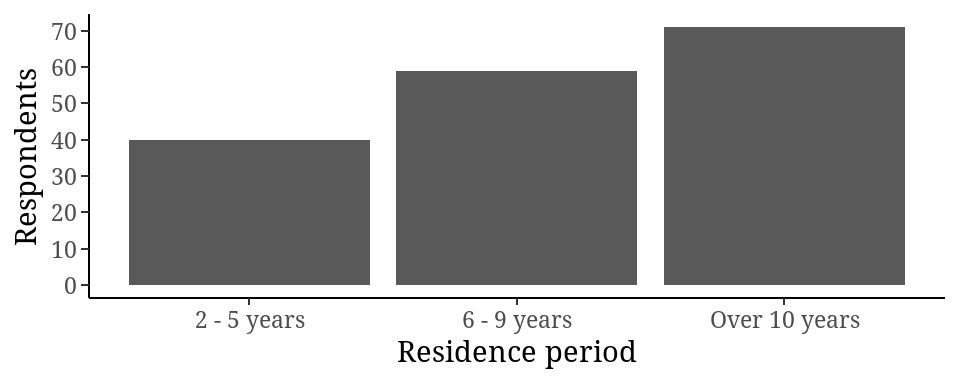 Respondents
70
60
50
40
30
20
10
0
2 - 5 years
6 - 9 years
Over 10 years
Residence period